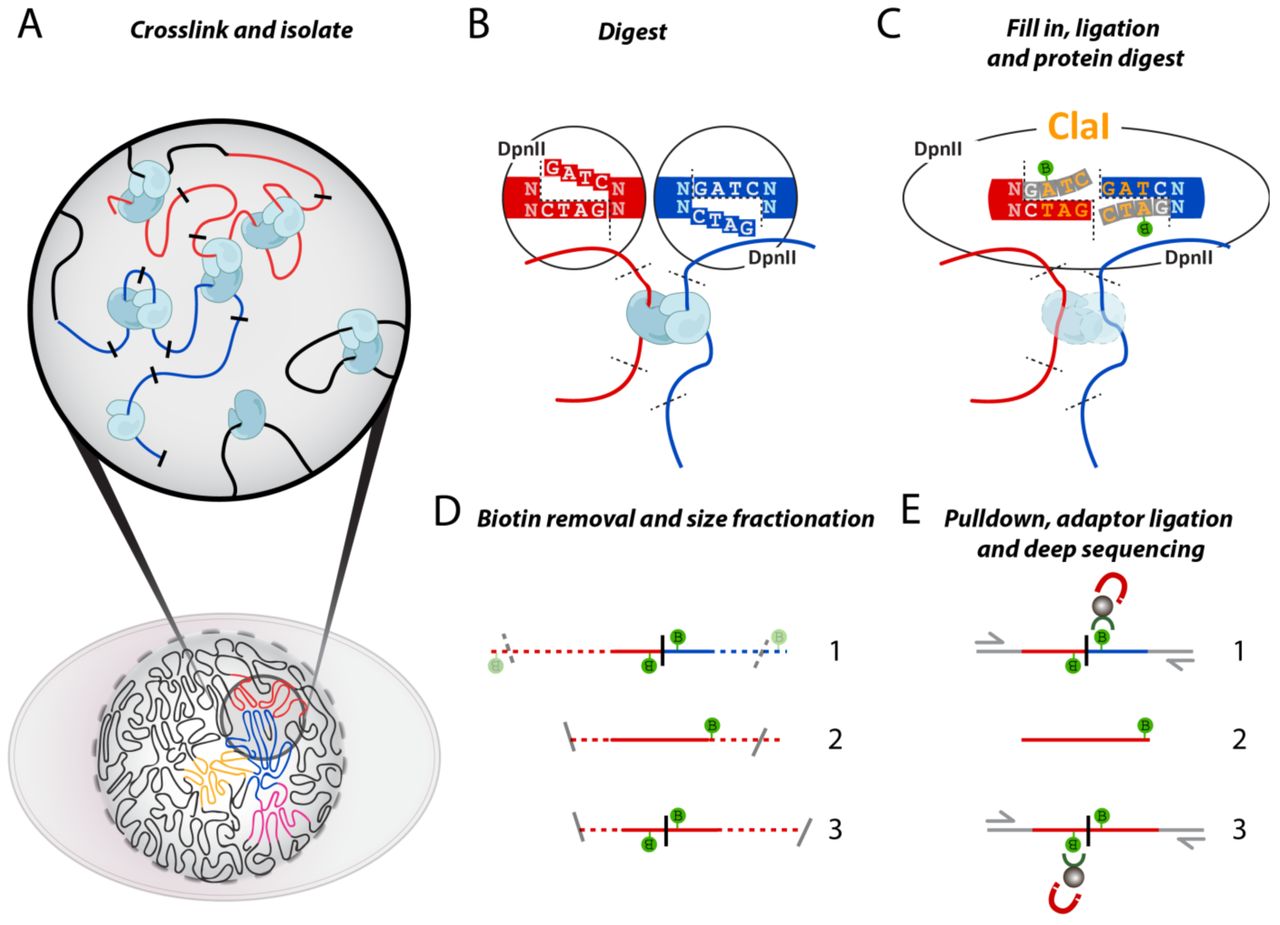 A
Crosslink and isolate
B
Digest
C
Fill in, ligation
and protein digest
DpnII
N GATC N
N CTAG N
N GATC N
N CTAG N
DpnII
ClaI
DpnII
B
N GATC GATC N
N CTAG CTAG N
B
DpnII
D
Biotin removal and size fractionation
B B B B 1
B 2
B B 3
E
Pulldown, adaptor ligation
and deep sequencing
B B 1
B 2
B B 3